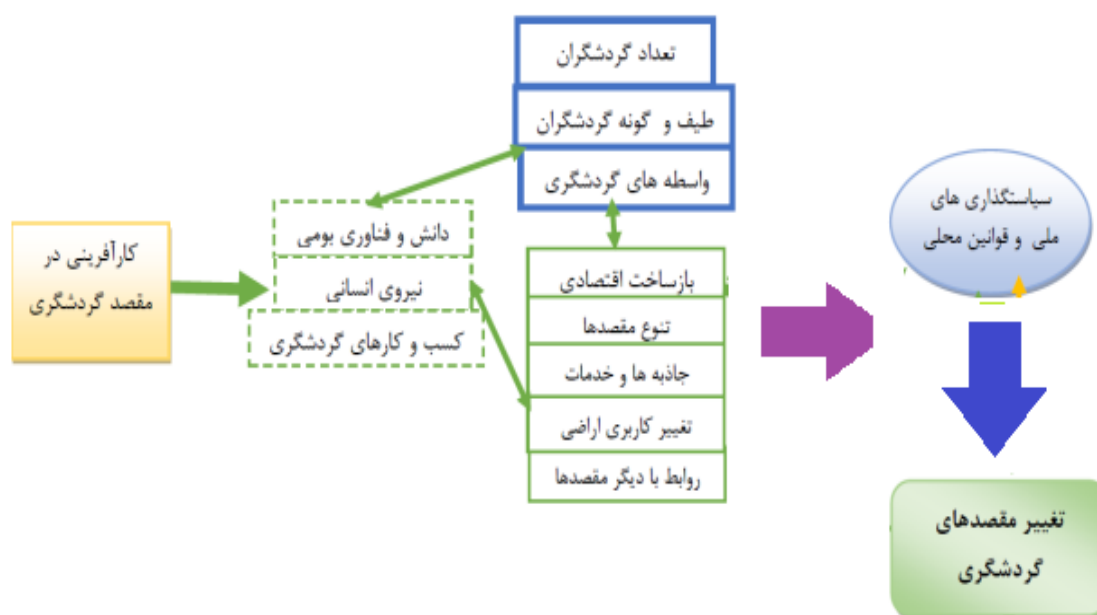 تعداد گردشگران
طیف و گونه گردشگران
واسطه های گردشگری
سیاستگذاری های
ملی و قوانین محلی
کارآفرینی در
مقصد گردشگری
دانش و فناوری بومی
نیروی انسانی
کسب و کارهای گردشگری
بازساخت اقتصادی
تنوع مقصدها
جاذبه ها و خدمات
تغییر کاربری اراضی
روابط با دیگر مقصدها
تغییر مقصدهای
گردشگری